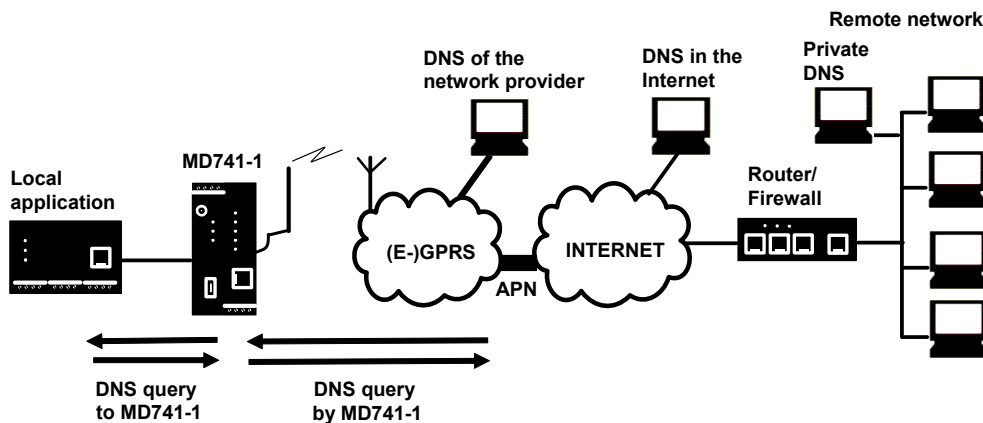 Remote network
DNS of the
network provider
DNS in the
Internet
Private
DNS
MD741-1
Local
application
Router/
Firewall
(E-)GPRS
INTERNET
APN
DNS query
to MD741-1
DNS query
by MD741-1